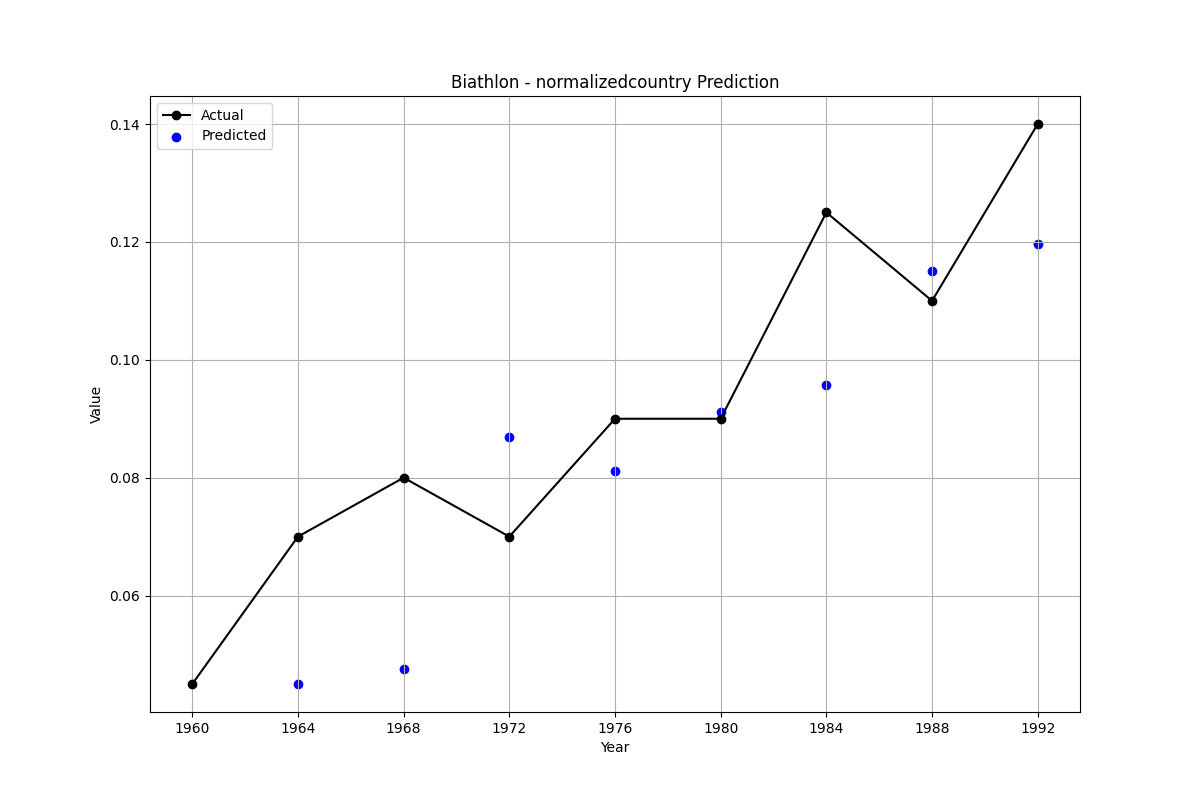 Biathlon - normalizedcountry Prediction
Actual
Predicted
0.14
0.12
0.10
0.08
0.06
Value
1960 1964 1968 1972 1976 1980 1984 1988 1992
Year